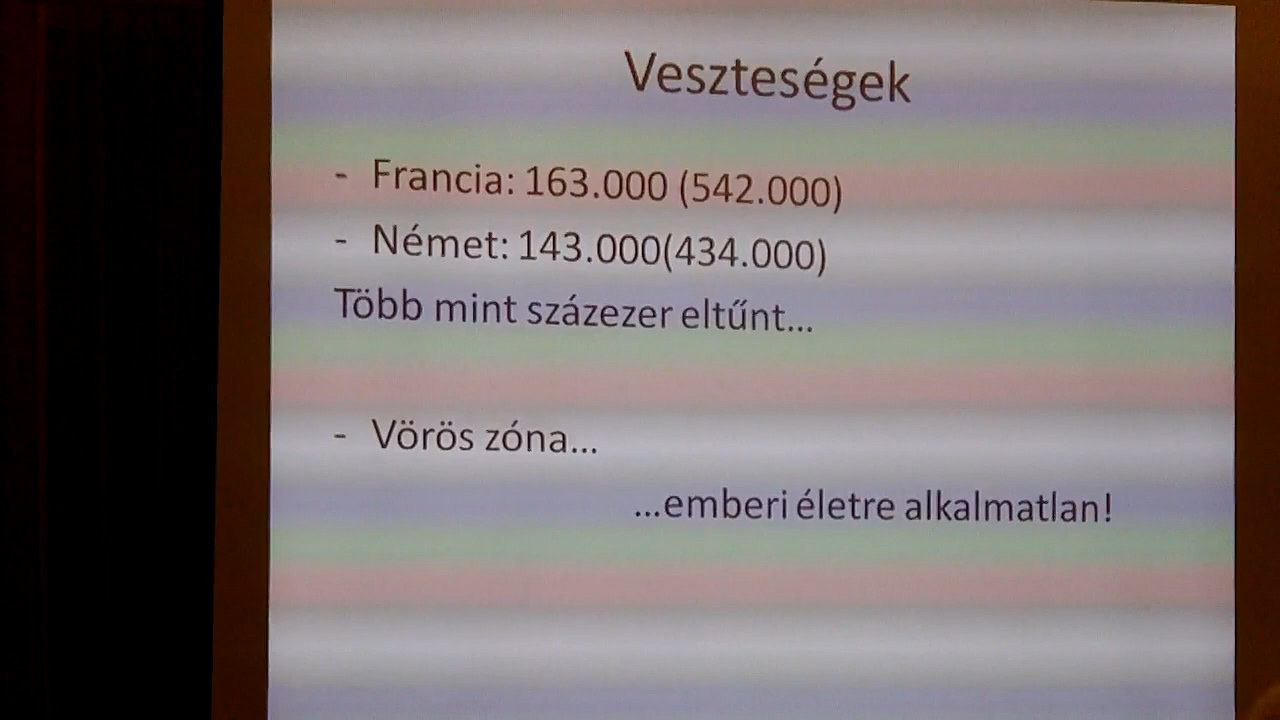 Veszteségek
- Francia: 163.000 (542.000)
- Német: 143.000(434.000)
Több mint százezer eltűnt...
- Vörös zóna...
...emberi életre alkalmatlan!